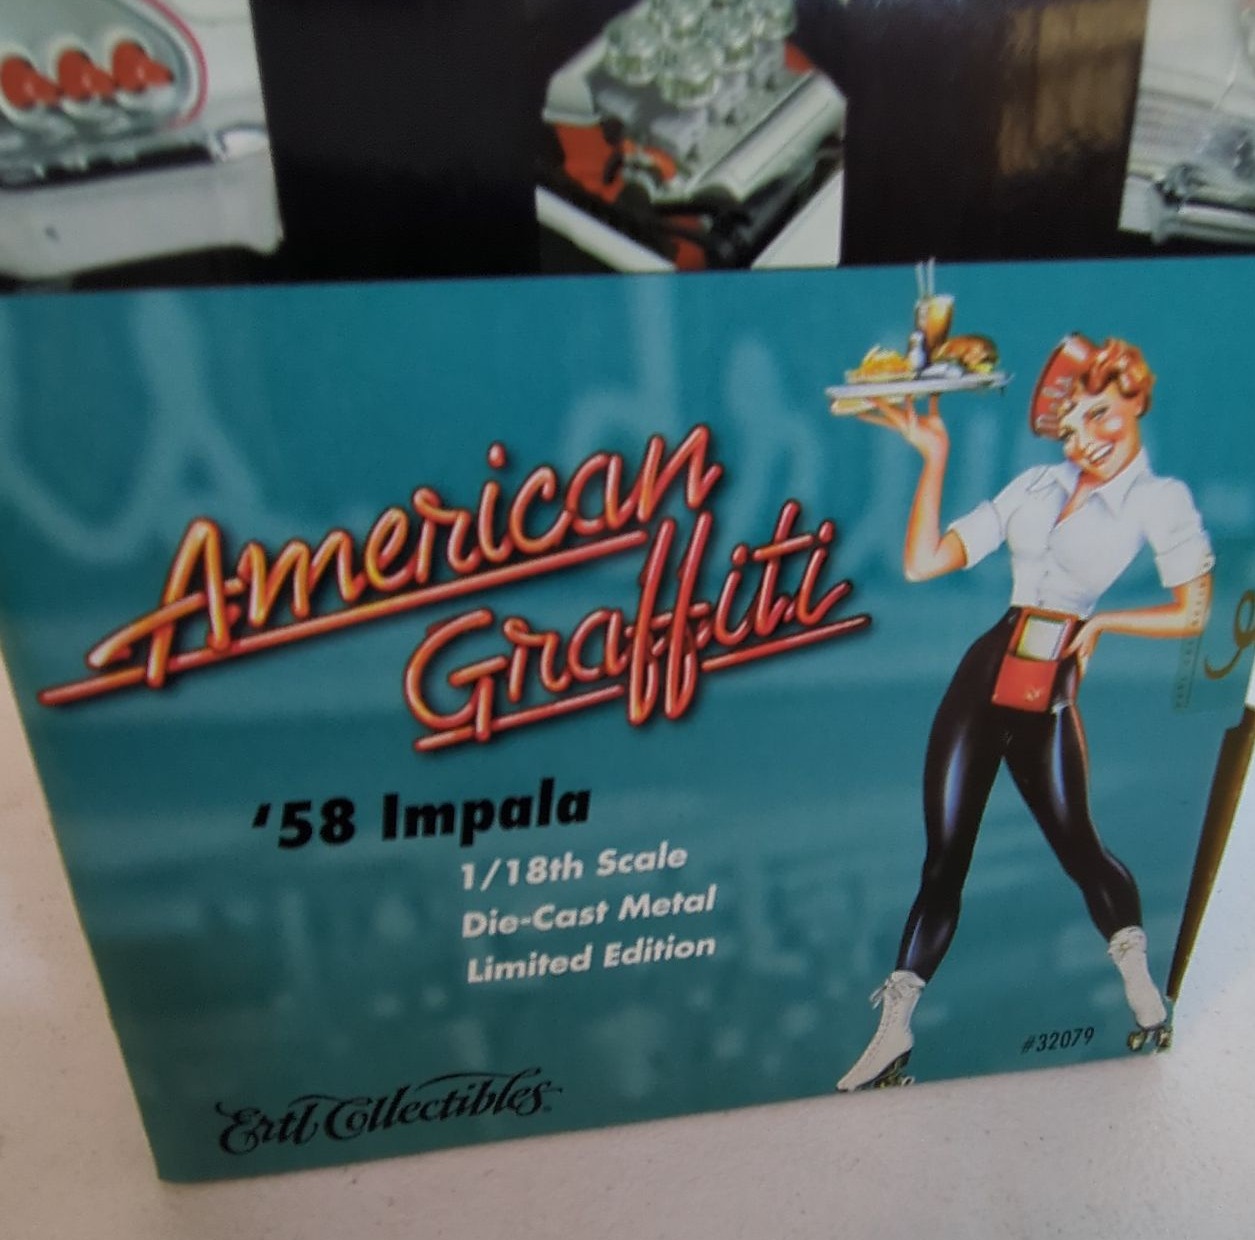 American
Graffiti
'58 Impala
1/18th Scale
Die-Cast Metal
Limited Edition
#32079
Ertl Collectibles